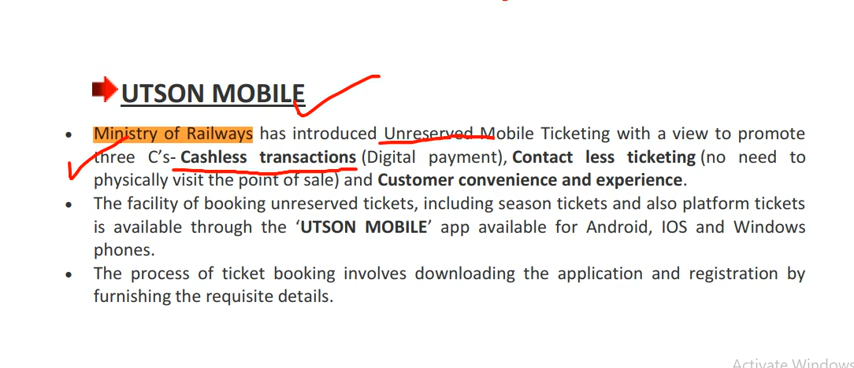 UTSON MOBILE
• Ministry of Railways has introduced Unreserved Mobile Ticketing with a view to promote
three C's- Cashless transactions (Digital payment), Contact less ticketing (no need to
physically visit the point of sale) and Customer convenience and experience.
• The facility of booking unreserved tickets, including season tickets and also platform tickets
is available through the ‘UTSON MOBILE’ app available for Android, IOS and Windows
phones.
• The process of ticket booking involves downloading the application and registration by
furnishing the requisite details.
Activate Windows